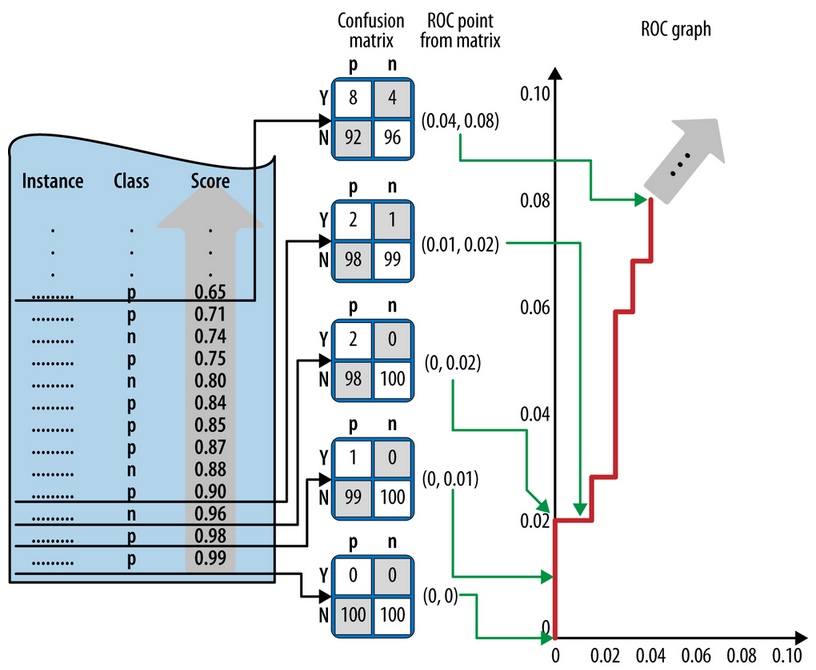 Confusion
matrix
ROC point
from matrix
ROC graph
Instance Class Score
. . .
. . .
. . .
......... p 0.65
......... p 0.71
......... n 0.74
......... p 0.75
......... n 0.80
......... p 0.84
......... p 0.85
......... p 0.87
......... n 0.88
......... p 0.90
......... n 0.96
......... p 0.98
......... p 0.99
p n
Y 8 4
N 92 96
(0.04, 0.08)
p n
Y 2 1
N 98 99
(0.01, 0.02)
p n
Y 2 0
N 98 100
(0, 0.02)
p n
Y 1 0
N 99 100
(0, 0.01)
Y 0 0
N 100 100
(0, 0)
...
0.10
0.08
0.06
0.04
0.02
0
0 0.02 0.04 0.06 0.08 0.10